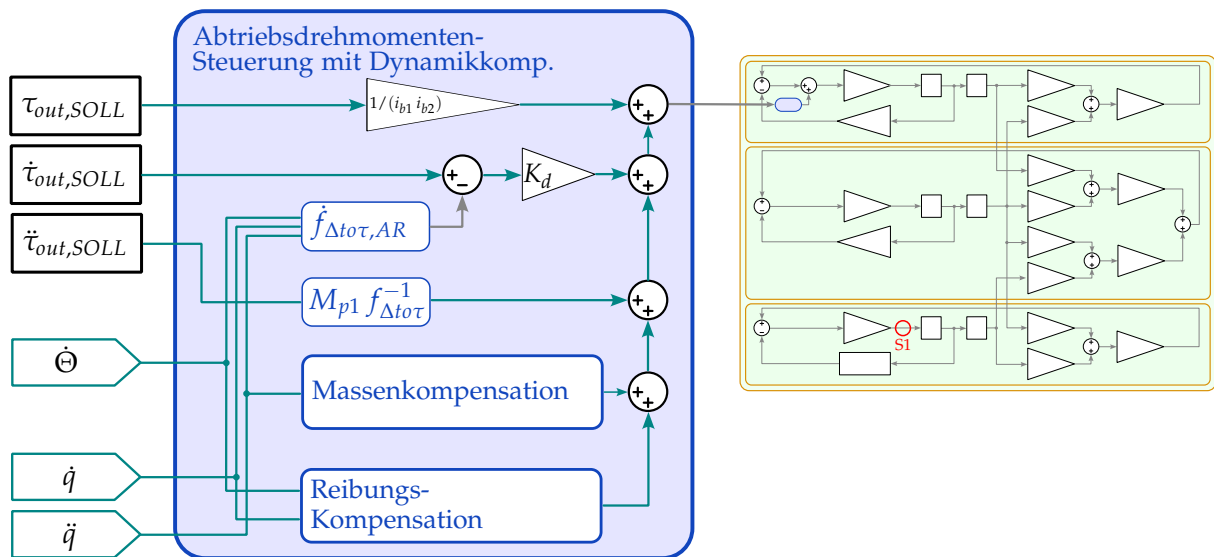 Abtriebsdrehmomenten-
Steuerung mit Dynamikkomp.
τ_{out,SOLL}
1/(i_{b1} i_{b2})
τ̇_{out,SOLL}
K_d
τ̈_{out,SOLL}
ḟ_{Δtoτ,AR}
M_{p1} f_{Δtoτ}^{−1}
Θ̇
Massenkompensation
q̇
Reibungs-
Kompensation
q̈
+
+
+
−
+
+
+
+
+
+
S1